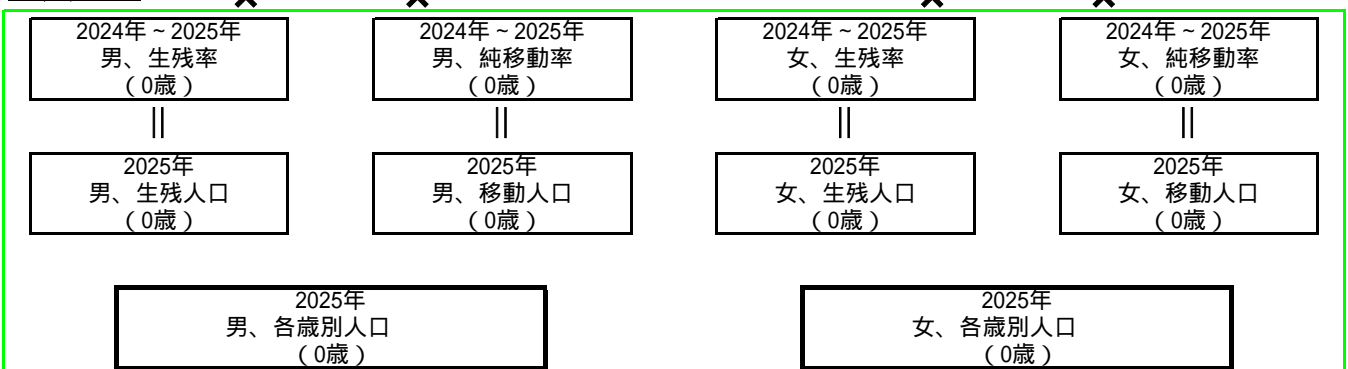 2024年～2025年
男、生残率
（0歳）
2024年～2025年
男、純移動率
（0歳）
2024年～2025年
女、生残率
（0歳）
2024年～2025年
女、純移動率
（0歳）
||
||
||
||
2025年
男、生残人口
（0歳）
2025年
男、移動人口
（0歳）
2025年
女、生残人口
（0歳）
2025年
女、移動人口
（0歳）
2025年
男、各歳別人口
（0歳）
2025年
女、各歳別人口
（0歳）